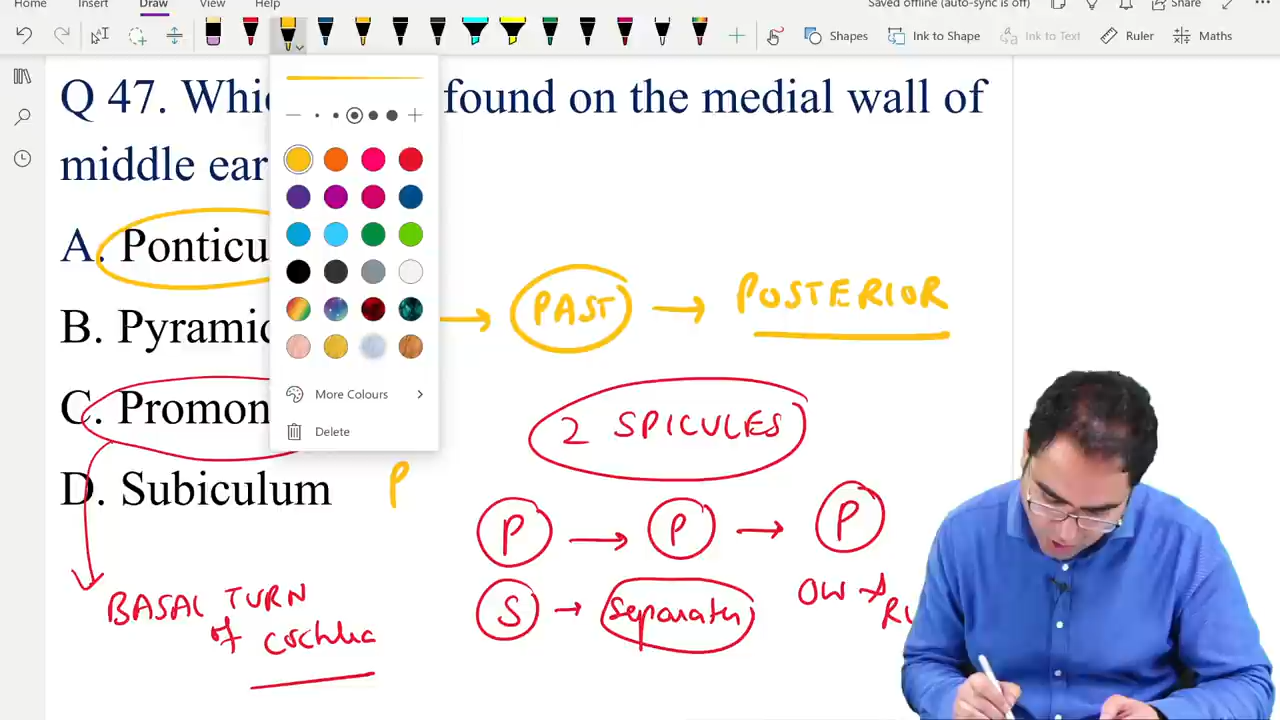 Home Insert Draw View Help Saved offline (auto-sync is off) Share
Shapes Ink to Shape Ink to Text Ruler Maths
Q 47. Whic found on the medial wall of
middle ear
A. Ponticu
→ PAST → POSTERIOR
B. Pyramid
C. Promon
2 SPICULES
D. Subiculum P
P → P → P
S → Separates OW →
BASAL TURN
of cochlea
More Colours
Delete